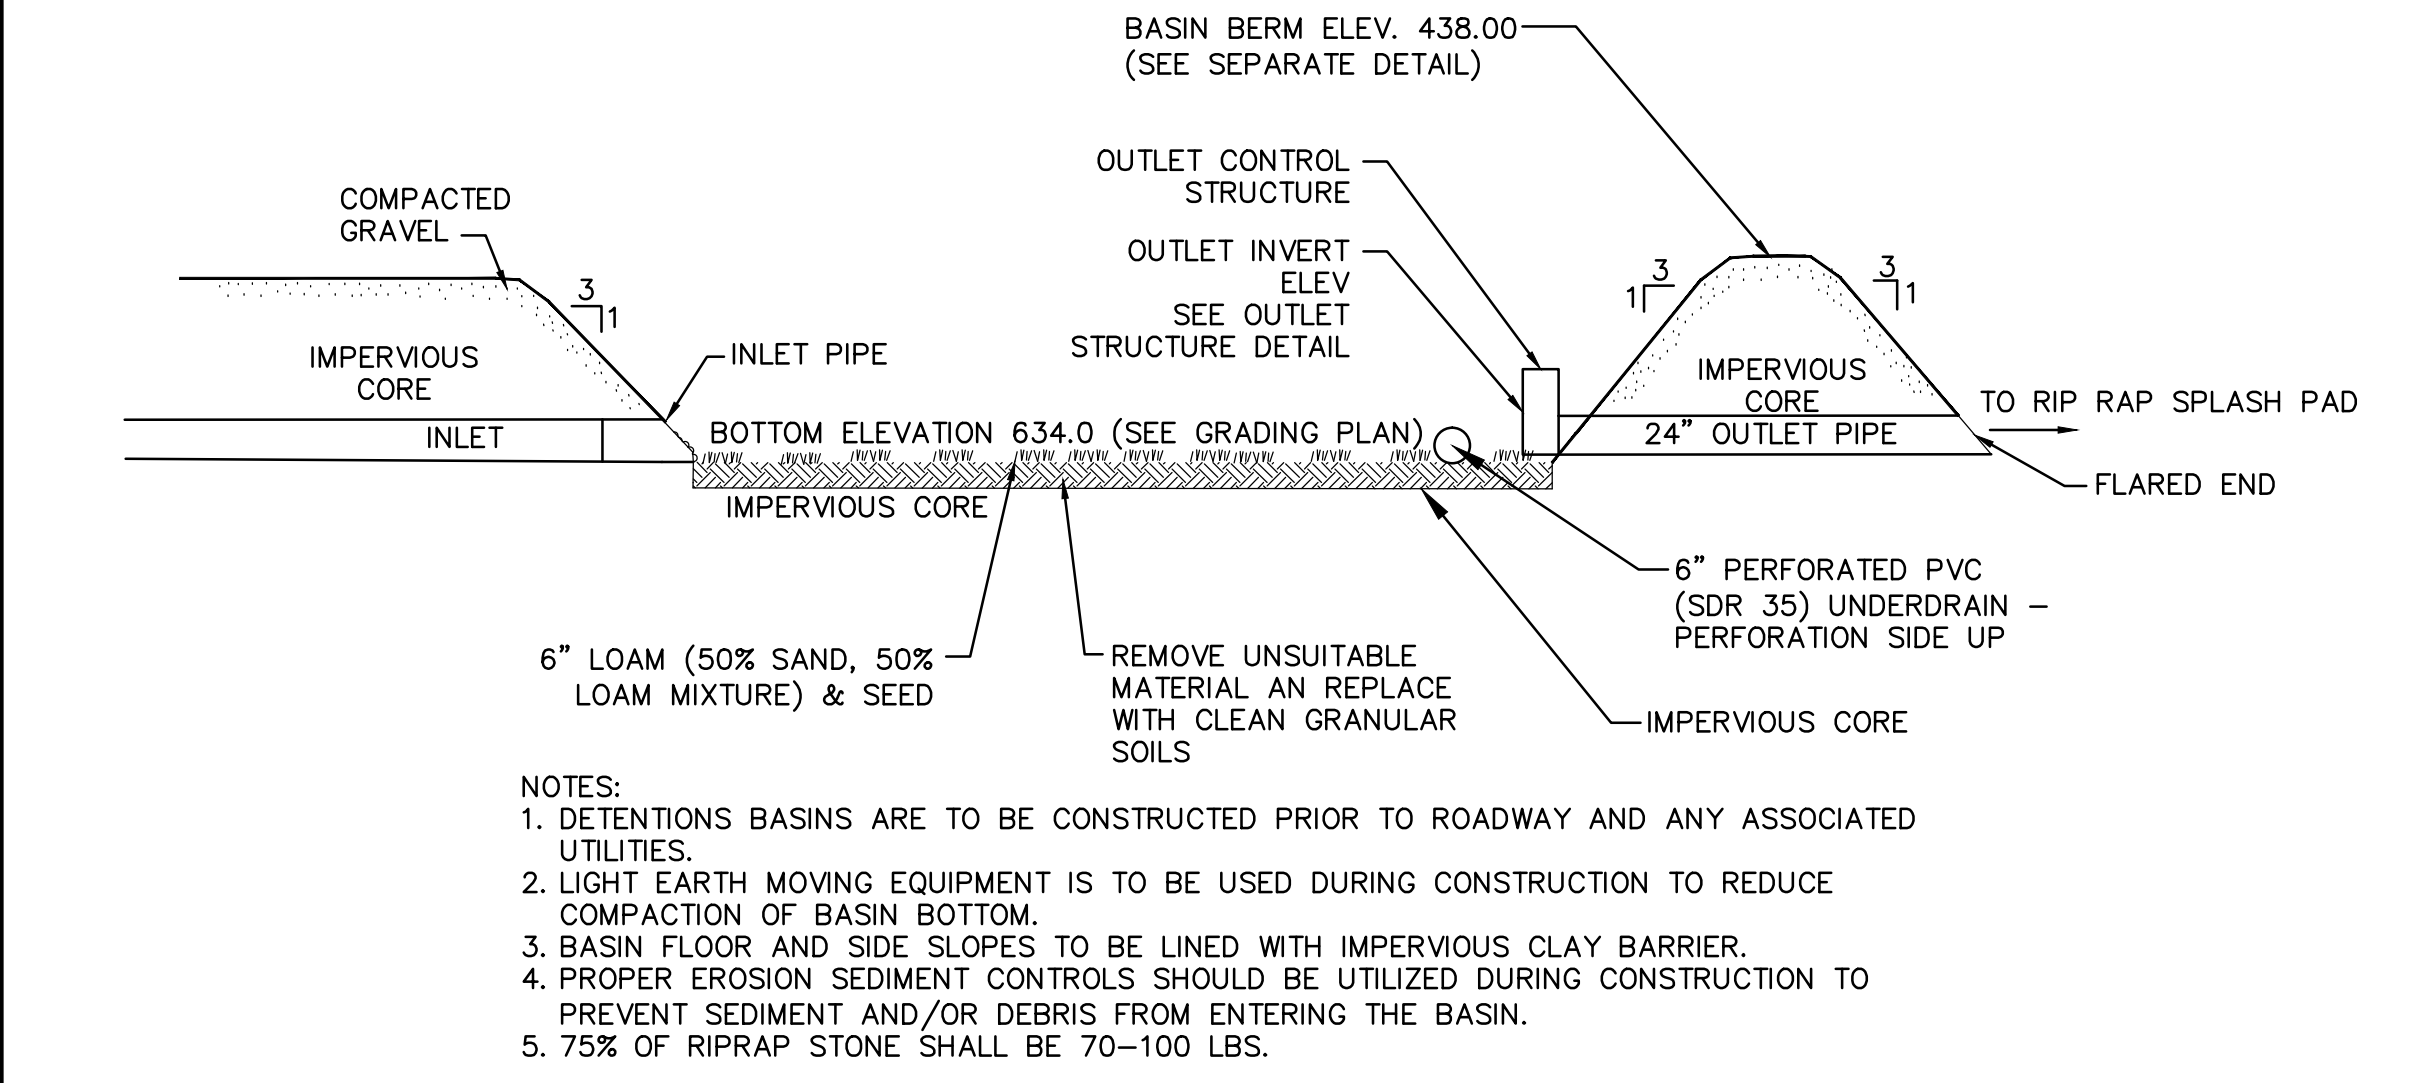 BASIN BERM ELEV. 438.00
(SEE SEPARATE DETAIL)
OUTLET CONTROL
STRUCTURE
COMPACTED
GRAVEL
OUTLET INVERT
ELEV
SEE OUTLET
STRUCTURE DETAIL
3
1
3
1
3
1
IMPERVIOUS
CORE
INLET PIPE
IMPERVIOUS
CORE
TO RIP RAP SPLASH PAD
INLET
BOTTOM ELEVATION 634.0 (SEE GRADING PLAN)
24" OUTLET PIPE
FLARED END
IMPERVIOUS CORE
6" PERFORATED PVC
(SDR 35) UNDERDRAIN –
PERFORATION SIDE UP
6" LOAM (50% SAND, 50%
LOAM MIXTURE) & SEED
REMOVE UNSUITABLE
MATERIAL AN REPLACE
WITH CLEAN GRANULAR
SOILS
IMPERVIOUS CORE
NOTES:
1. DETENTIONS BASINS ARE TO BE CONSTRUCTED PRIOR TO ROADWAY AND ANY ASSOCIATED
UTILITIES.
2. LIGHT EARTH MOVING EQUIPMENT IS TO BE USED DURING CONSTRUCTION TO REDUCE
COMPACTION OF BASIN BOTTOM.
3. BASIN FLOOR AND SIDE SLOPES TO BE LINED WITH IMPERVIOUS CLAY BARRIER.
4. PROPER EROSION SEDIMENT CONTROLS SHOULD BE UTILIZED DURING CONSTRUCTION TO
PREVENT SEDIMENT AND/OR DEBRIS FROM ENTERING THE BASIN.
5. 75% OF RIPRAP STONE SHALL BE 70–100 LBS.